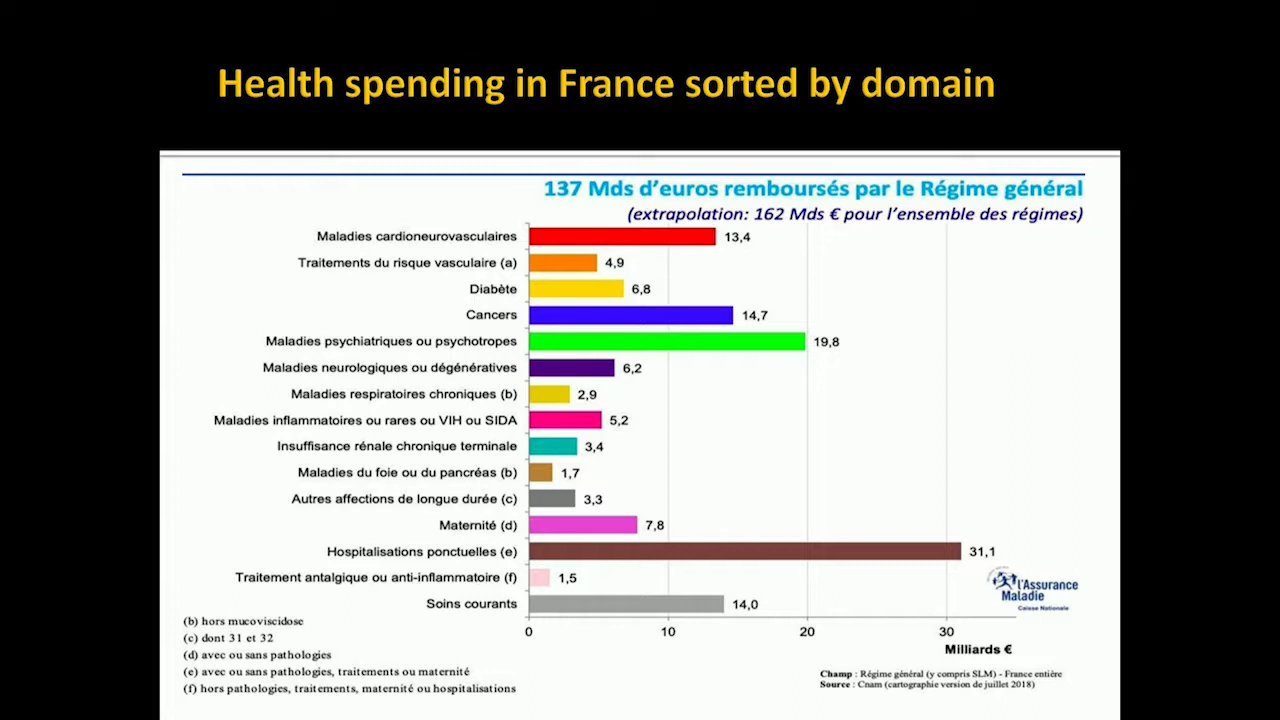 Health spending in France sorted by domain
137 Mds d’euros remboursés par le Régime général
(extrapolation: 162 Mds € pour l’ensemble des régimes)
Maladies cardioneurovasculaires 13,4
Traitements du risque vasculaire (a) 4,9
Diabète 6,8
Cancers 14,7
Maladies psychiatriques ou psychotropes 19,8
Maladies neurologiques ou dégénératives 6,2
Maladies respiratoires chroniques (b) 2,9
Maladies inflammatoires ou rares ou VIH ou SIDA 5,2
Insuffisance rénale chronique terminale 3,4
Maladies du foie ou du pancréas (b) 1,7
Autres affections de longue durée (c) 3,3
Maternité (d) 7,8
Hospitalisations ponctuelles (e) 31,1
Traitement antalgique ou anti-inflammatoire (f) 1,5
Soins courants 14,0
l’Assurance
Maladie
Caisse Nationale
0 10 20 30
Milliards €
(b) hors mucoviscidose
(c) dont 31 et 32
(d) avec ou sans pathologies
(e) avec ou sans pathologies, traitements ou maternité
(f) hors pathologies, traitements, maternité ou hospitalisations
Champ : Régime général (y compris SLM) - France entière
Source : Cnam (cartographie version de juillet 2018)